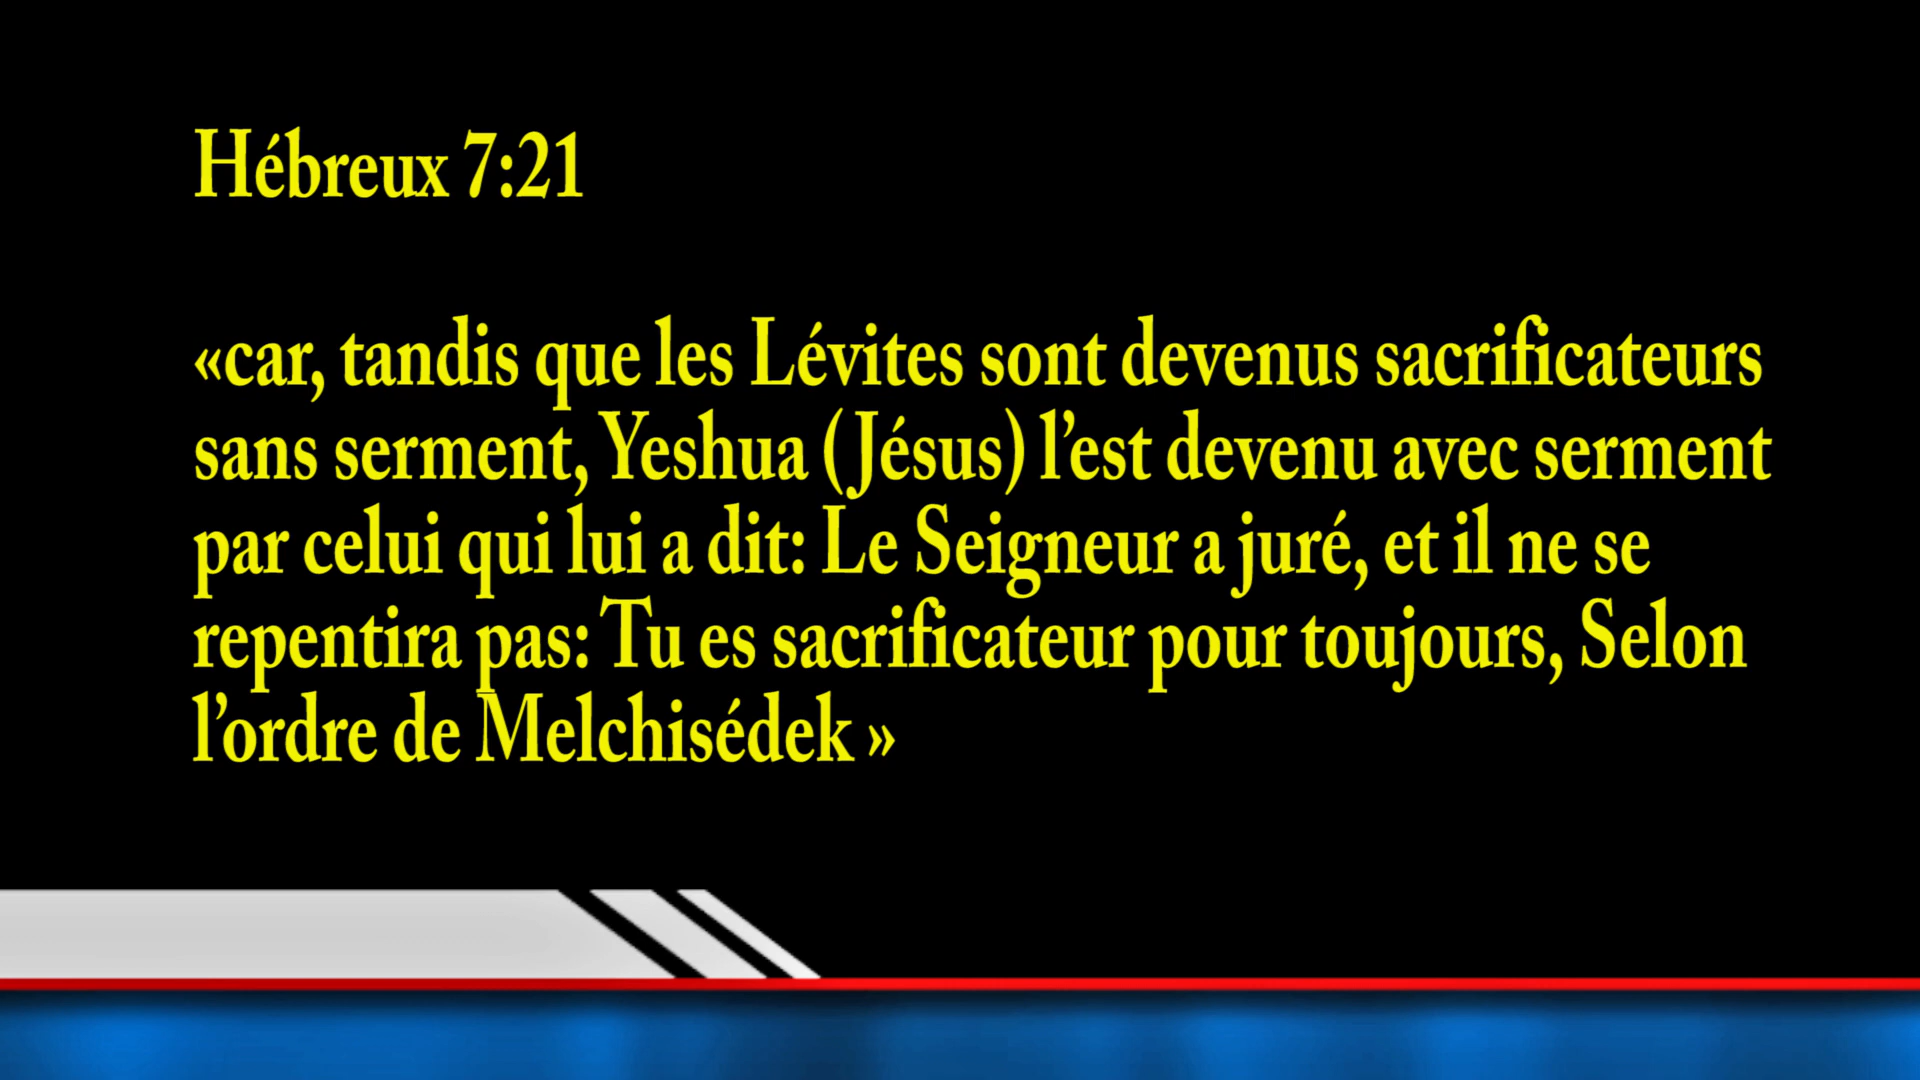 Hébreux 7:21
«car, tandis que les Lévites sont devenus sacrificateurs
sans serment, Yeshua (Jésus) l’est devenu avec serment
par celui qui lui a dit: Le Seigneur a juré, et il ne se
repentira pas: Tu es sacrificateur pour toujours, Selon
l’ordre de Melchisédek »